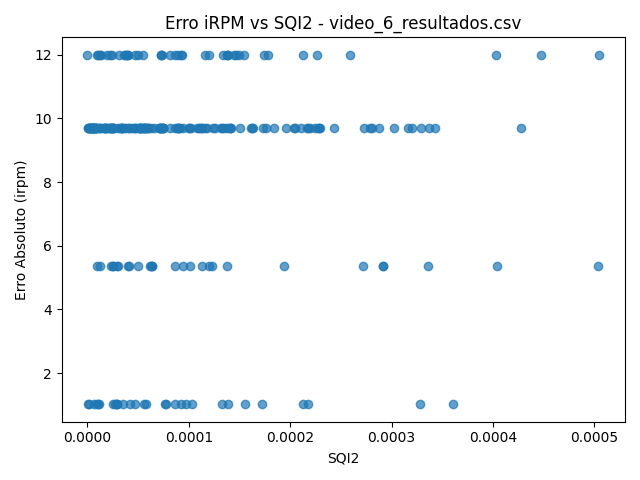 Erro iRPM vs SQI2 - video_6_resultados.csv
Erro Absoluto (irpm)
12
10
8
6
4
2
0.0000 0.0001 0.0002 0.0003 0.0004 0.0005
SQI2